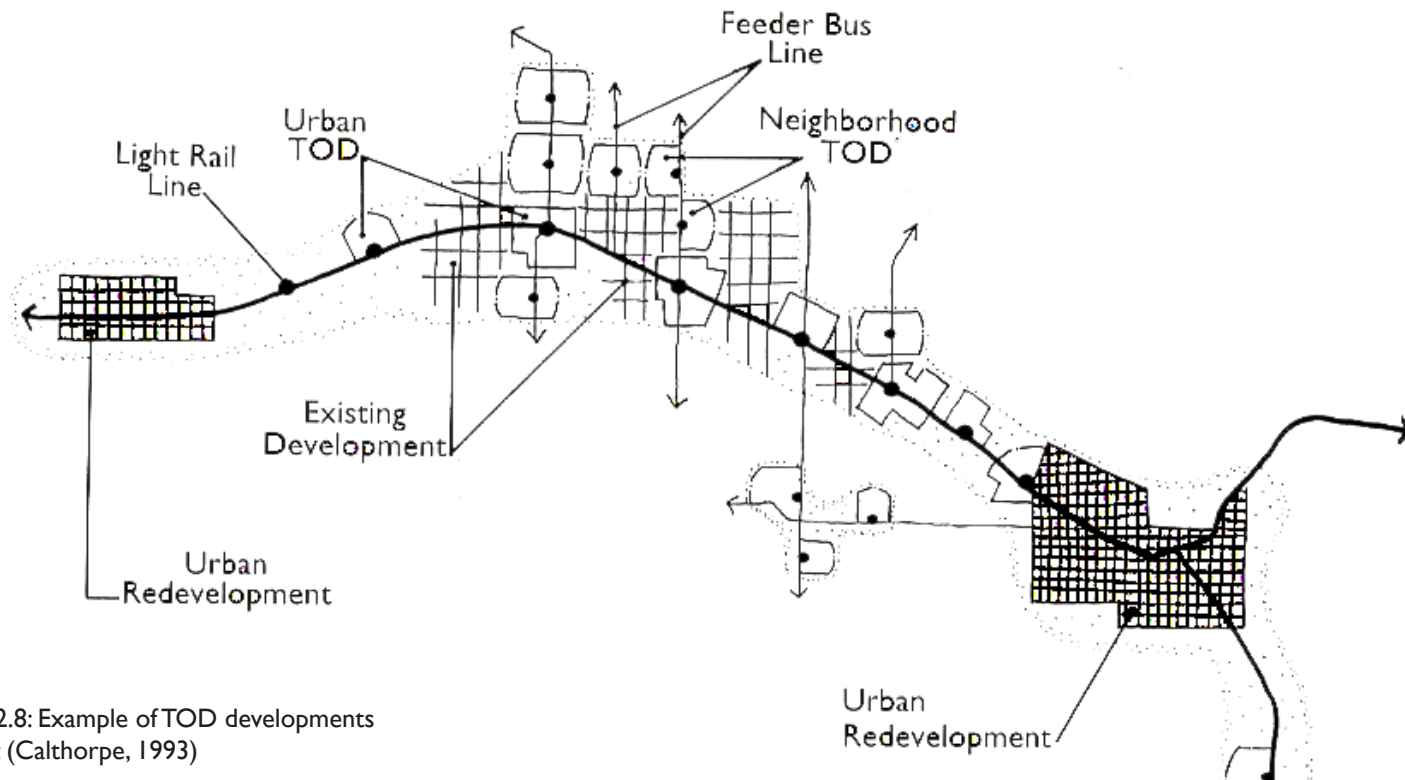 Feeder Bus
Line
Urban
TOD
Neighborhood
TOD
Light Rail
Line
Existing
Development
Urban
Redevelopment
Urban
Redevelopment
2.8: Example of TOD developments
(Calthorpe, 1993)